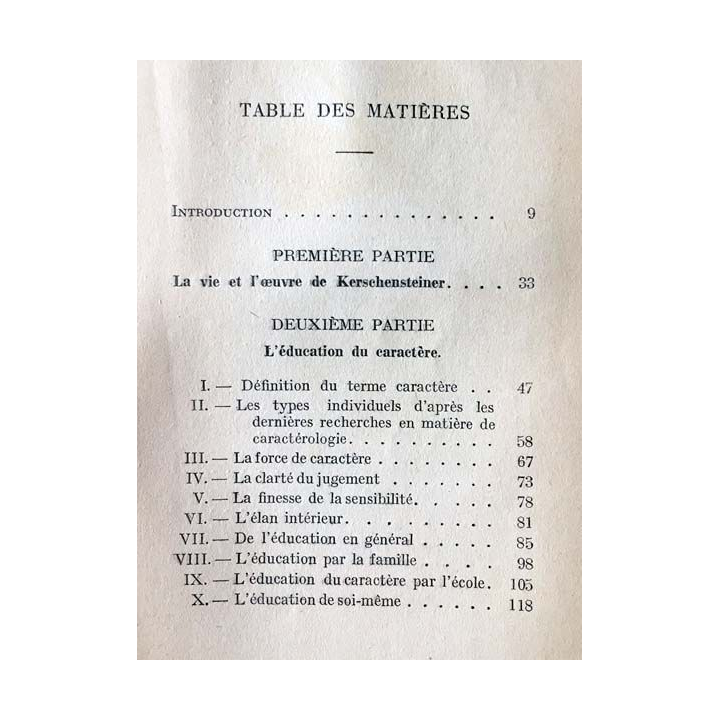 TABLE DES MATIÈRES
INTRODUCTION . . . . . . . . . . . . . . 9
PREMIÈRE PARTIE
La vie et l'œuvre de Kerschensteiner. . . . 33
DEUXIÈME PARTIE
L'éducation du caractère.
I. — Définition du terme caractère . . 47
II. — Les types individuels d'après les
dernières recherches en matière de
caractérologie. . . . . . . . . . 58
III. — La force de caractère . . . . . . 67
IV. — La clarté du jugement . . . . . . 73
V. — La finesse de la sensibilité. . . . . 78
VI. — L'élan intérieur. . . . . . . . . 81
VII. — De l'éducation en général . . . . 85
VIII. — L'éducation par la famille . . . . 98
IX. — L'éducation du caractère par l'école. 105
X. — L'éducation de soi-même . . . . . . 118